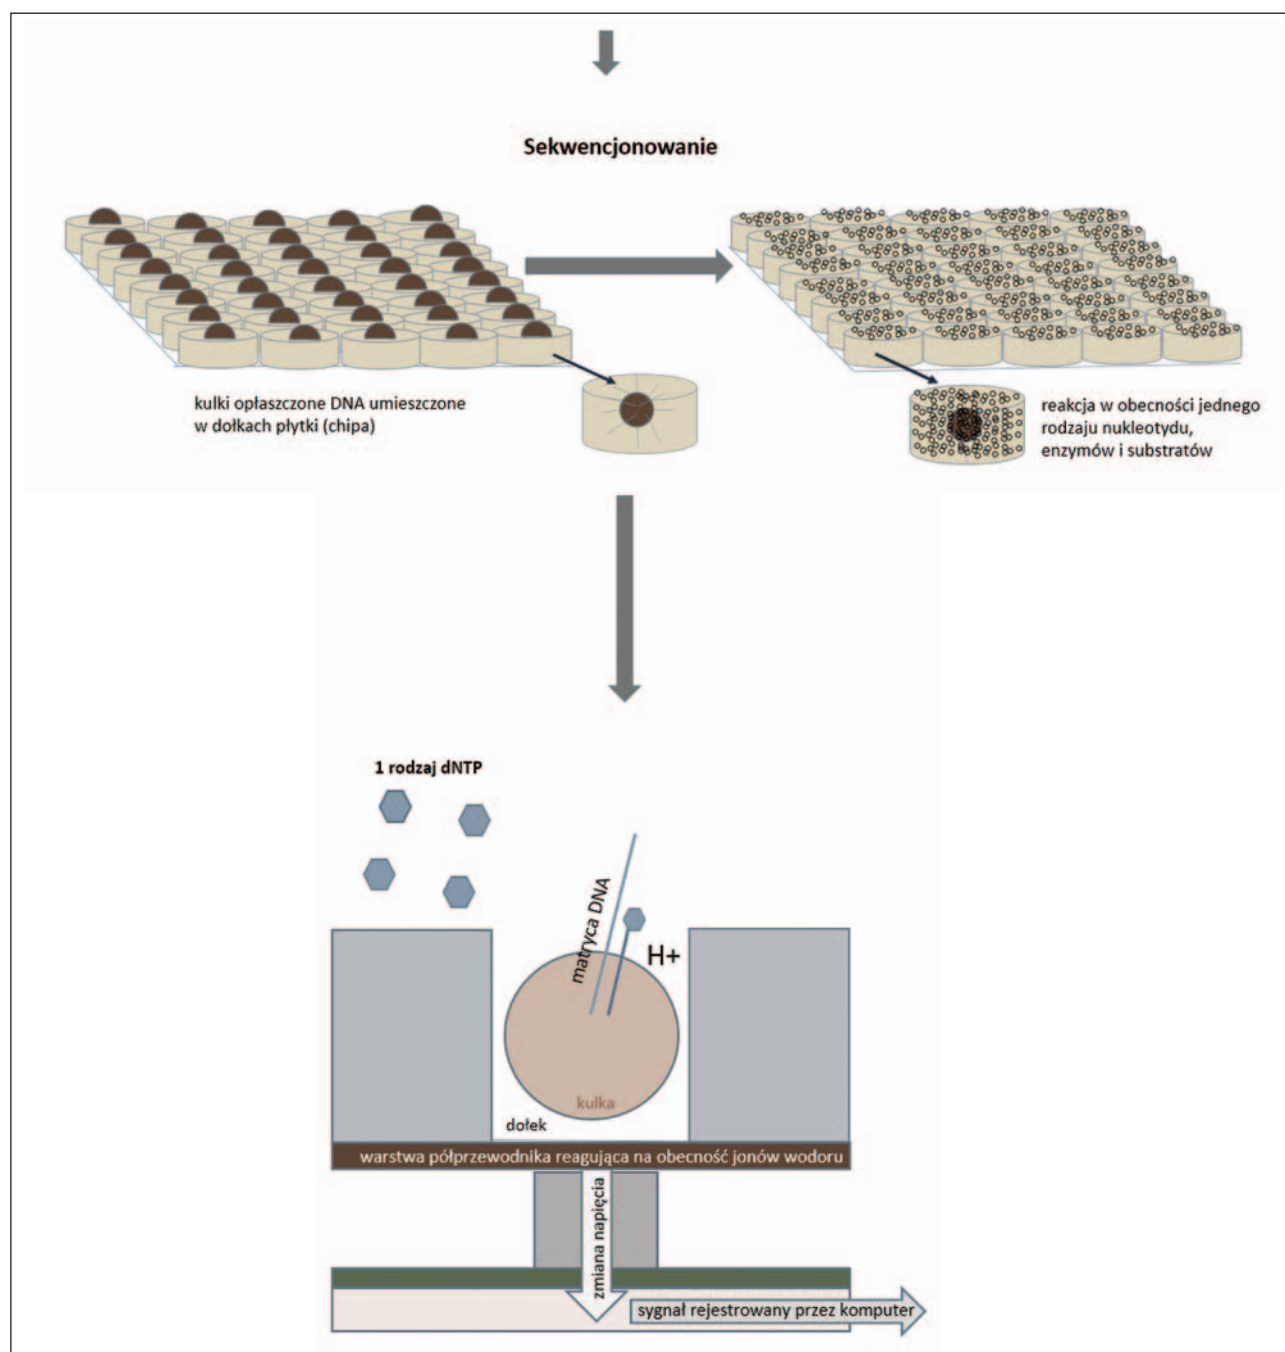 Sekwencjonowanie
kulki opłaszczone DNA umieszczone
w dołkach płytki (chipa)
reakcja w obecności jednego
rodzaju nukleotydu,
enzymów i substratów
1 rodzaj dNTP
matryca DNA
H+
kulka
dołek
warstwa półprzewodnika reagująca na obecność jonów wodoru
zmiana napięcia
sygnał rejestrowany przez komputer